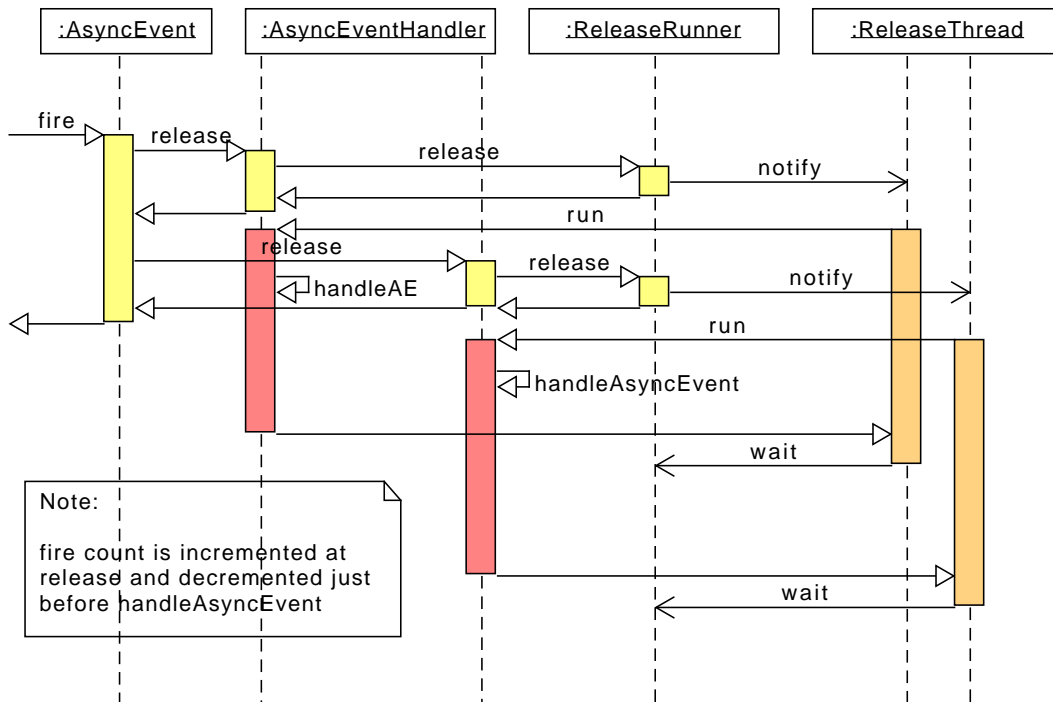 :AsyncEvent
:AsyncEventHandler
:ReleaseRunner
:ReleaseThread
fire
release
release
notify
run
release
release
handleAE
notify
run
handleAsyncEvent
wait
Note:
fire count is incremented at
release and decremented just
before handleAsyncEvent
wait